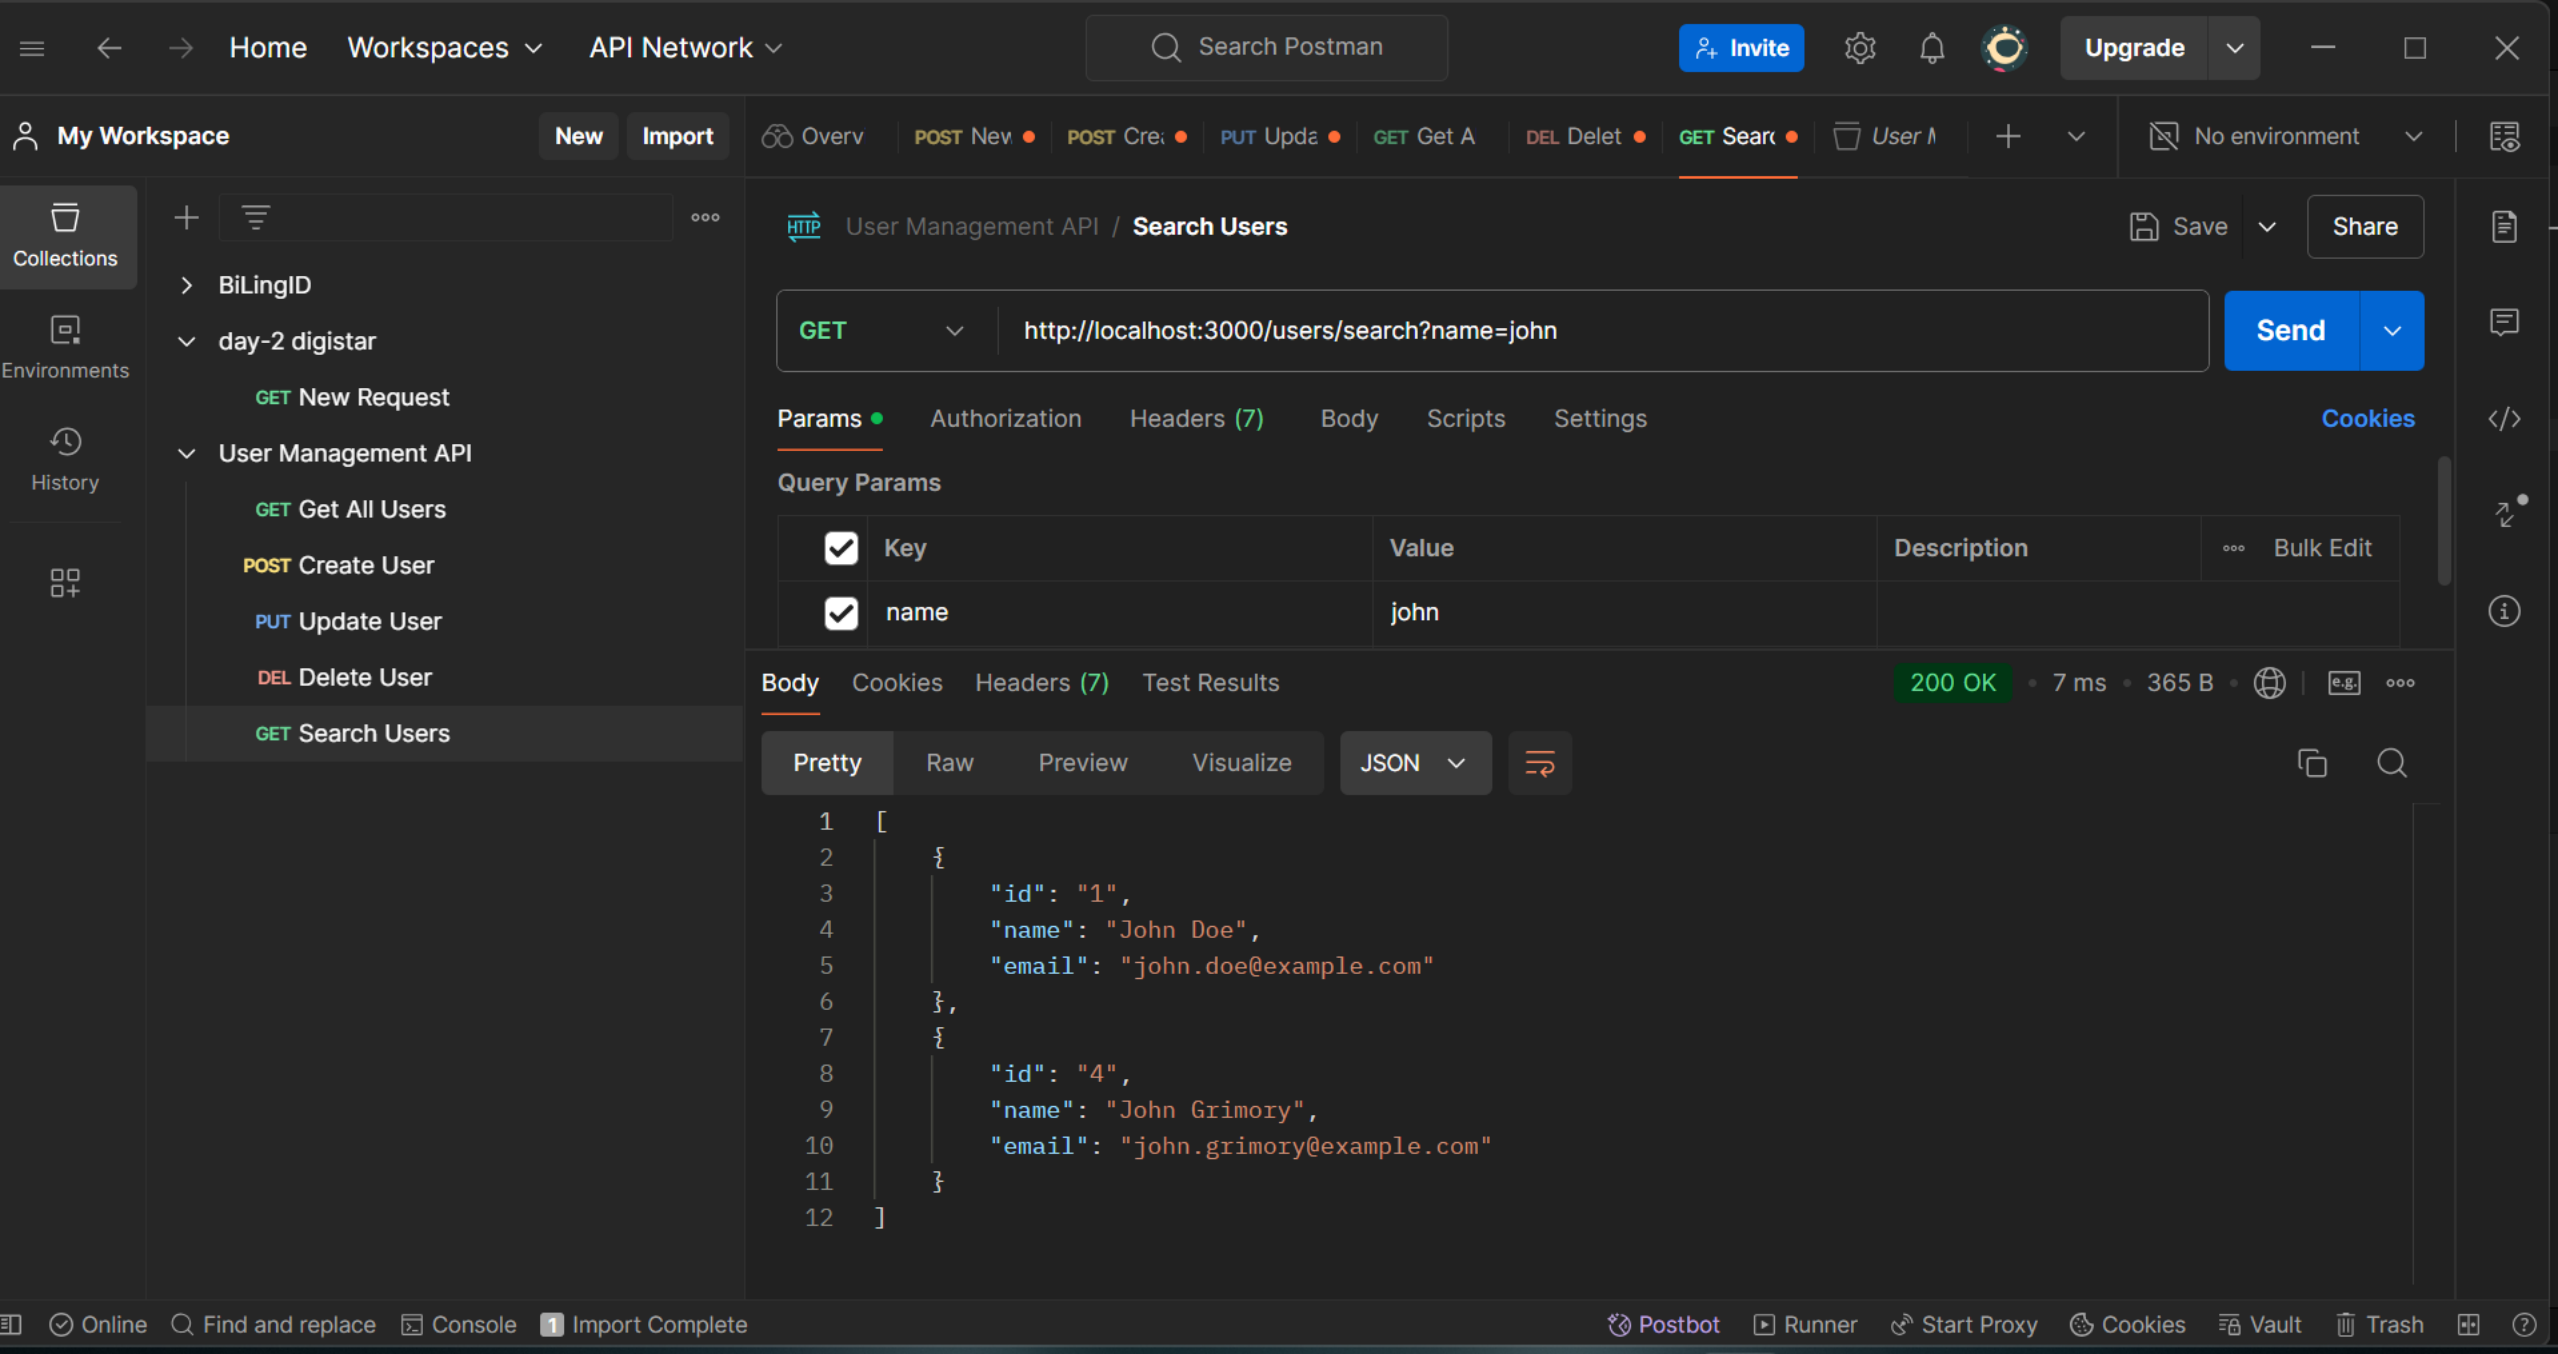 Home Workspaces API Network Search Postman Invite Upgrade
My Workspace New Import
Overv POST New POST Cre PUT Upda GET Get A DEL Delet GET Sear User No environment
Collections
Environments
History
BiLingID
day-2 digistar
GET New Request
User Management API
GET Get All Users
POST Create User
PUT Update User
DEL Delete User
GET Search Users
HTTP User Management API / Search Users Save Share
GET http://localhost:3000/users/search?name=john Send
Params Authorization Headers (7) Body Scripts Settings Cookies
Query Params
Key Value Description Bulk Edit
name john
Body Cookies Headers (7) Test Results 200 OK 7 ms 365 B e.g.
Pretty Raw Preview Visualize JSON
1 [
2 {
3 "id": "1",
4 "name": "John Doe",
5 "email": "john.doe@example.com"
6 },
7 {
8 "id": "4",
9 "name": "John Grimory",
10 "email": "john.grimory@example.com"
11 }
12 ]
Online Find and replace Console 1 Import Complete Postbot Runner Start Proxy Cookies Vault Trash